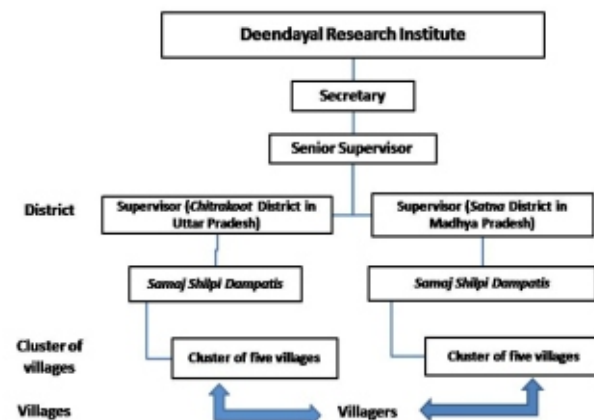 Deendayal Research Institute
Secretary
Senior Supervisor
District
Supervisor (Chitrakoot District in
Uttar Pradesh)
Supervisor (Satna District in
Madhya Pradesh)
Samaj Shilpi Dampatis
Samaj Shilpi Dampatis
Cluster of
villages
Cluster of five villages
Cluster of five villages
Villages
Villagers